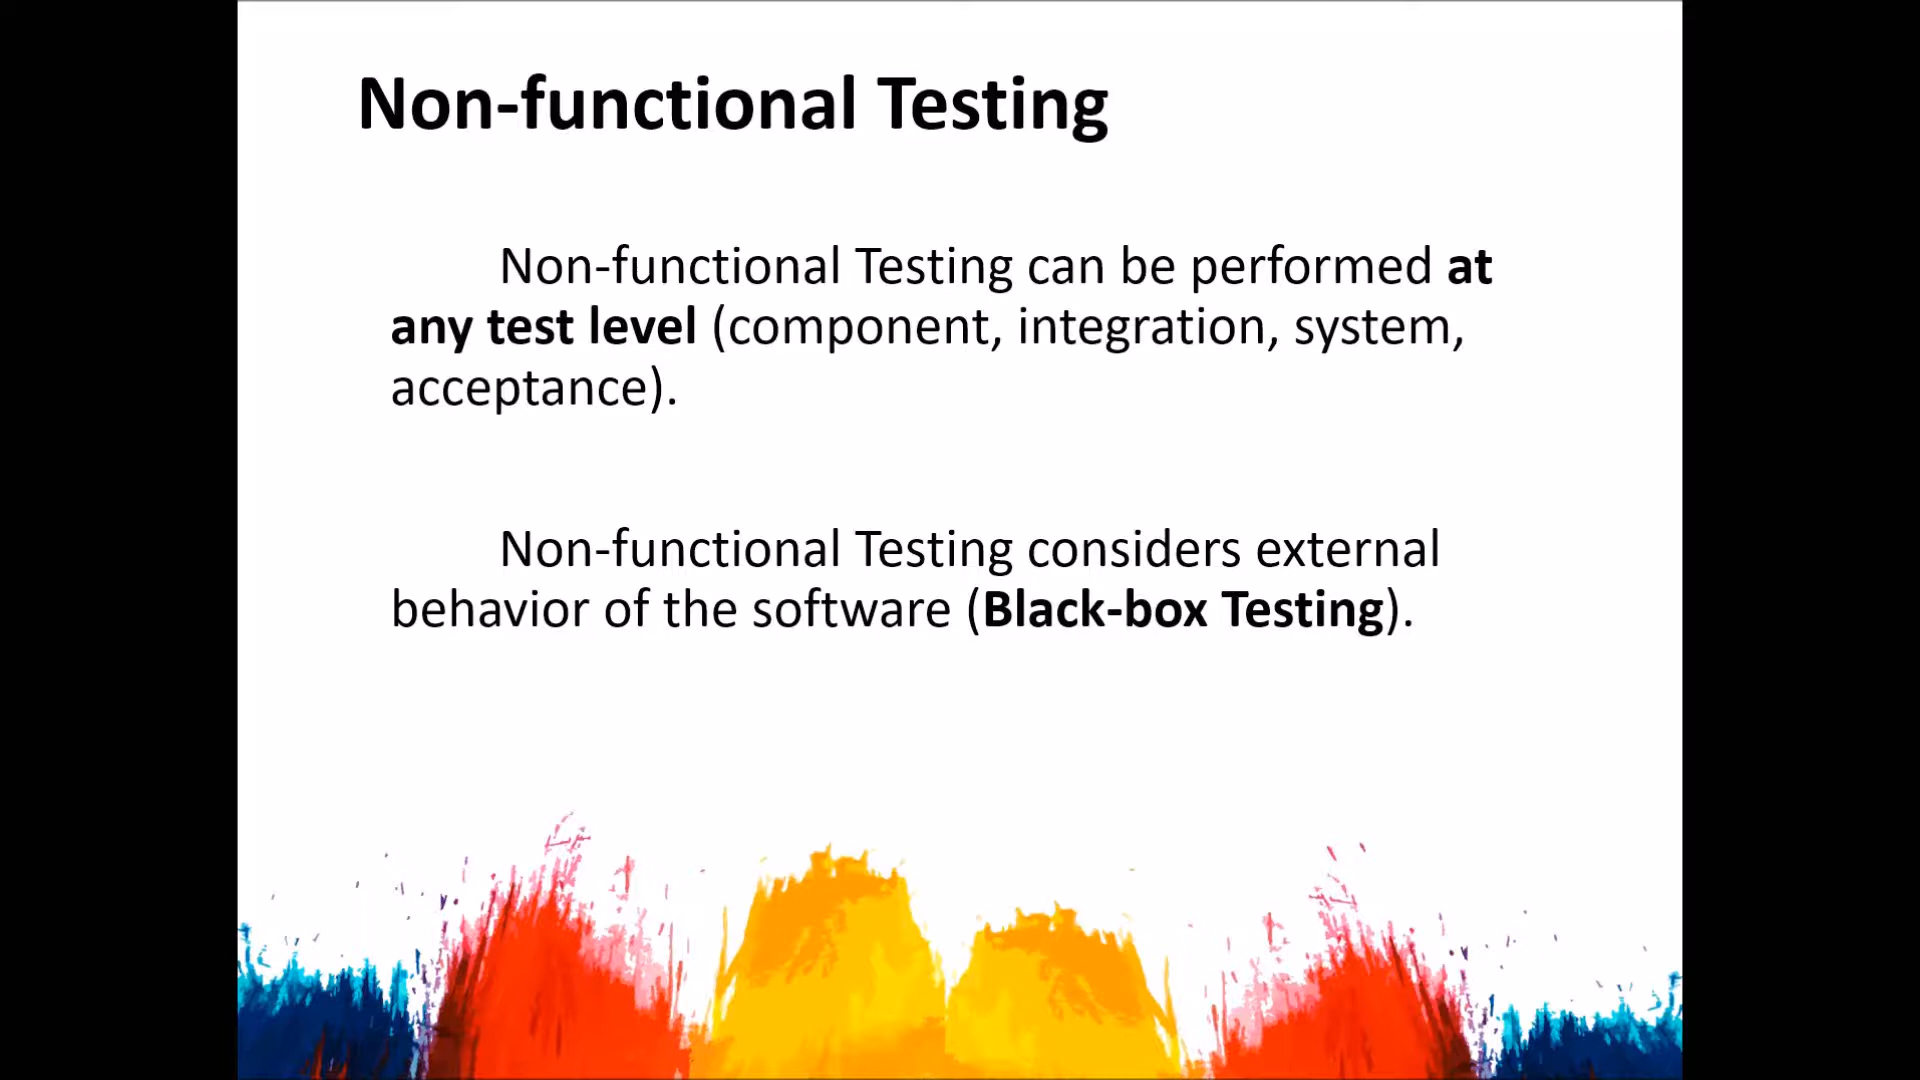 Non-functional Testing
Non-functional Testing can be performed at
any test level (component, integration, system,
acceptance).
Non-functional Testing considers external
behavior of the software (Black-box Testing).